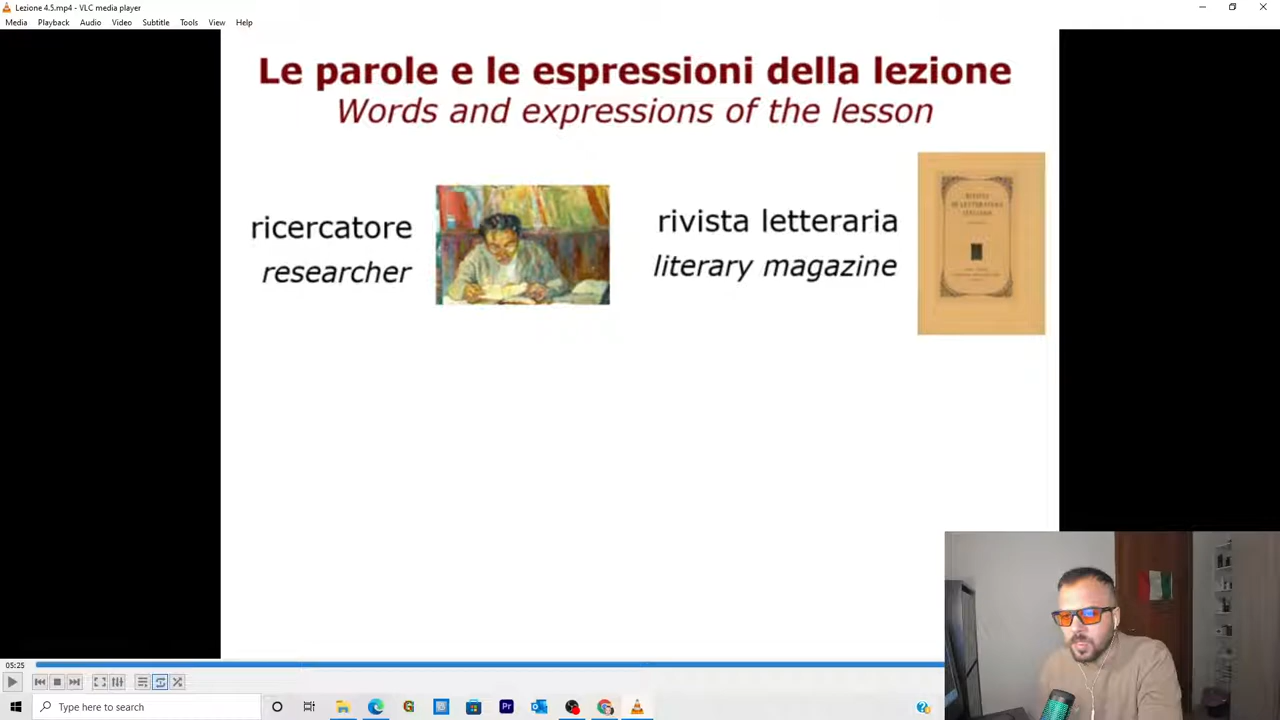 Lezione 4.5.mp4 - VLC media player
Media Playback Audio Video Subtitle Tools View Help
Le parole e le espressioni della lezione
Words and expressions of the lesson
ricercatore
researcher
rivista letteraria
literary magazine
05:25
Type here to search